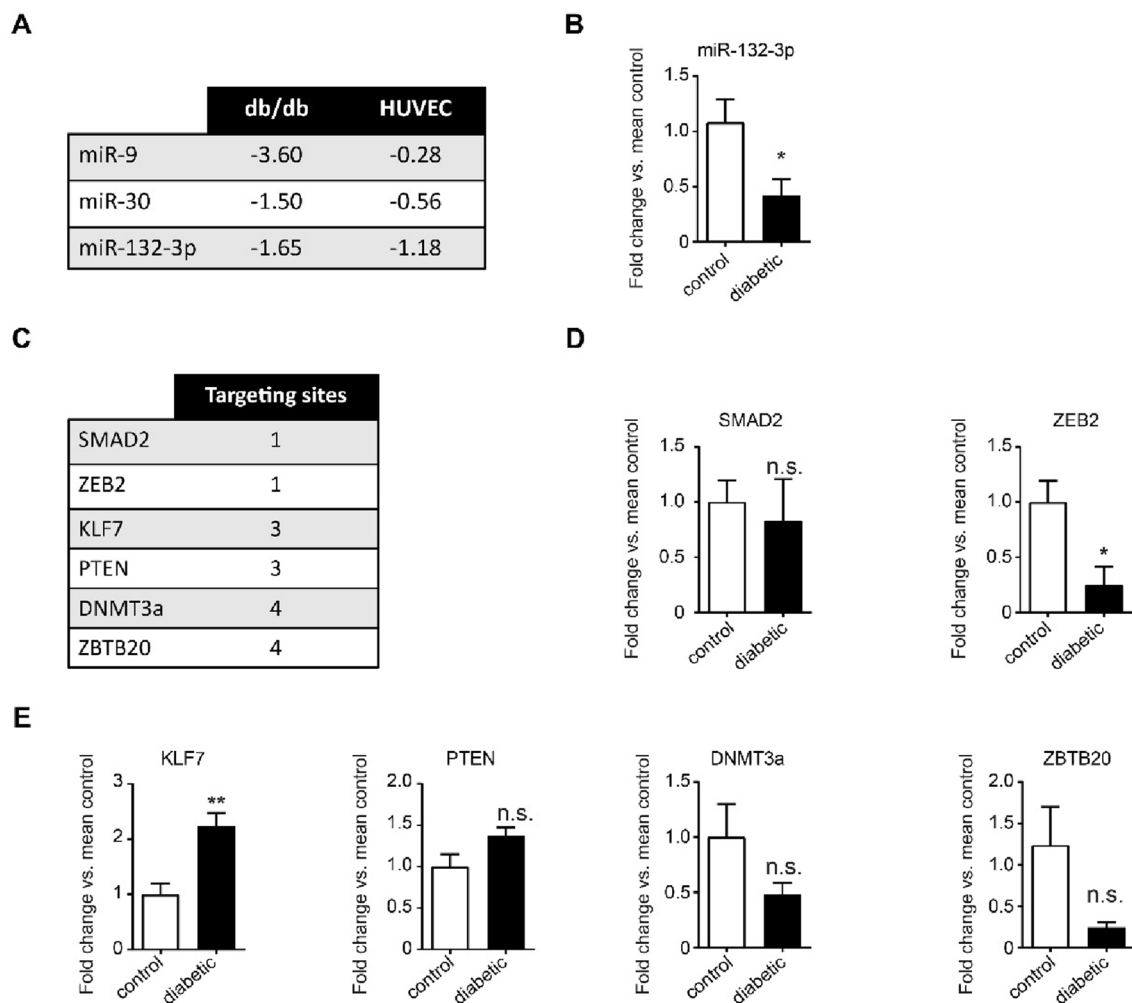 A
db/db HUVEC
miR-9 -3.60 -0.28
miR-30 -1.50 -0.56
miR-132-3p -1.65 -1.18
B
miR-132-3p
Fold change vs. mean control
1.5
1.0
0.5
0
*
control
diabetic
C
Targeting sites
SMAD2 1
ZEB2 1
KLF7 3
PTEN 3
DNMT3a 4
ZBTB20 4
D
SMAD2
Fold change vs. mean control
1.5
1.0
0.5
0
n.s.
control
diabetic
ZEB2
Fold change vs. mean control
1.5
1.0
0.5
0
*
control
diabetic
E
KLF7
Fold change vs. mean control
3
2
1
0
**
control
diabetic
PTEN
Fold change vs. mean control
2.0
1.5
1.0
0.5
0
n.s.
control
diabetic
DNMT3a
Fold change vs. mean control
1.5
1.0
0.5
0
n.s.
control
diabetic
ZBTB20
Fold change vs. mean control
2.0
1.5
1.0
0.5
0
n.s.
control
diabetic